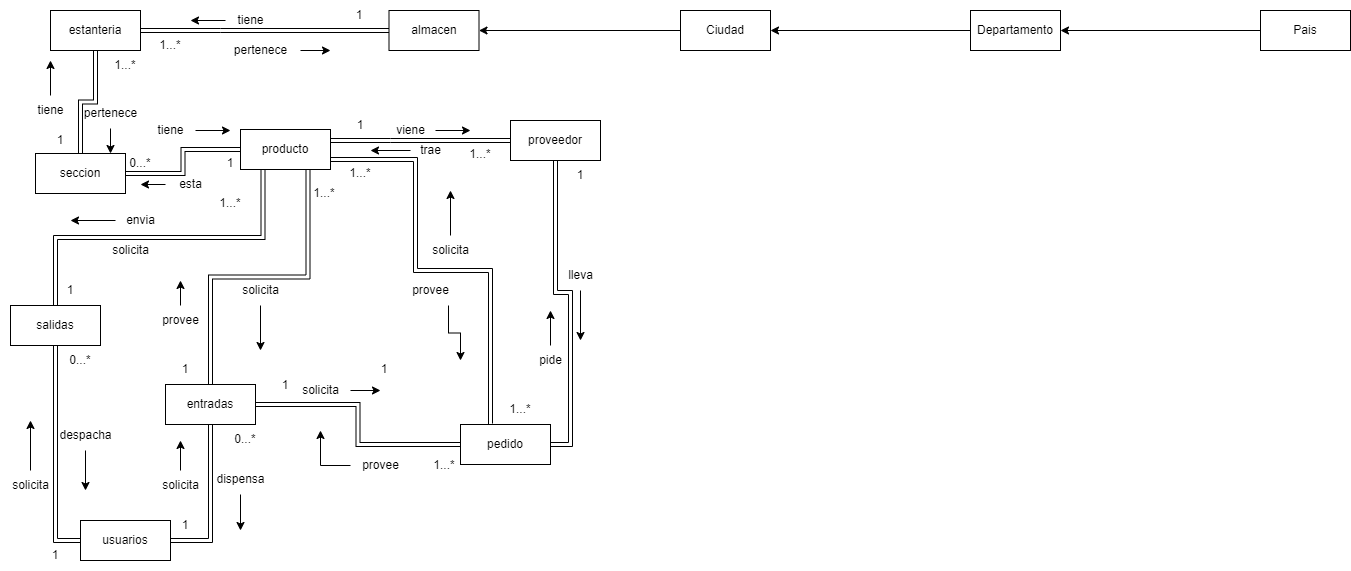 tiene
1
estanteria
almacen
Ciudad
Departamento
Pais
1...*
pertenece
1...*
tiene
pertenece
1
tiene
producto
1
viene
proveedor
trae
1...*
0...*
1
seccion
esta
1...*
1
1...*
1...*
envia
solicita
solicita
lleva
1
provee
solicita
provee
salidas
0...*
pide
1
1
solicita
1
entradas
1...*
0...*
despacha
pedido
provee
1...*
solicita
solicita
dispensa
1
usuarios
1